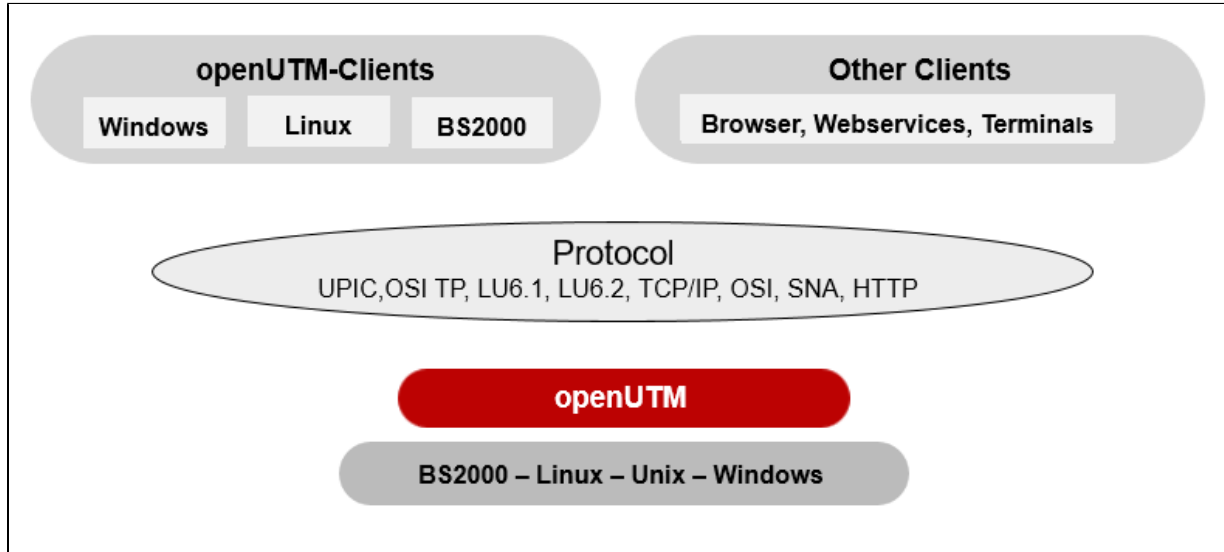 openUTM-Clients
Windows
Linux
BS2000
Other Clients
Browser, Webservices, Terminals
Protocol
UPIC,OSI TP, LU6.1, LU6.2, TCP/IP, OSI, SNA, HTTP
openUTM
BS2000 – Linux – Unix – Windows